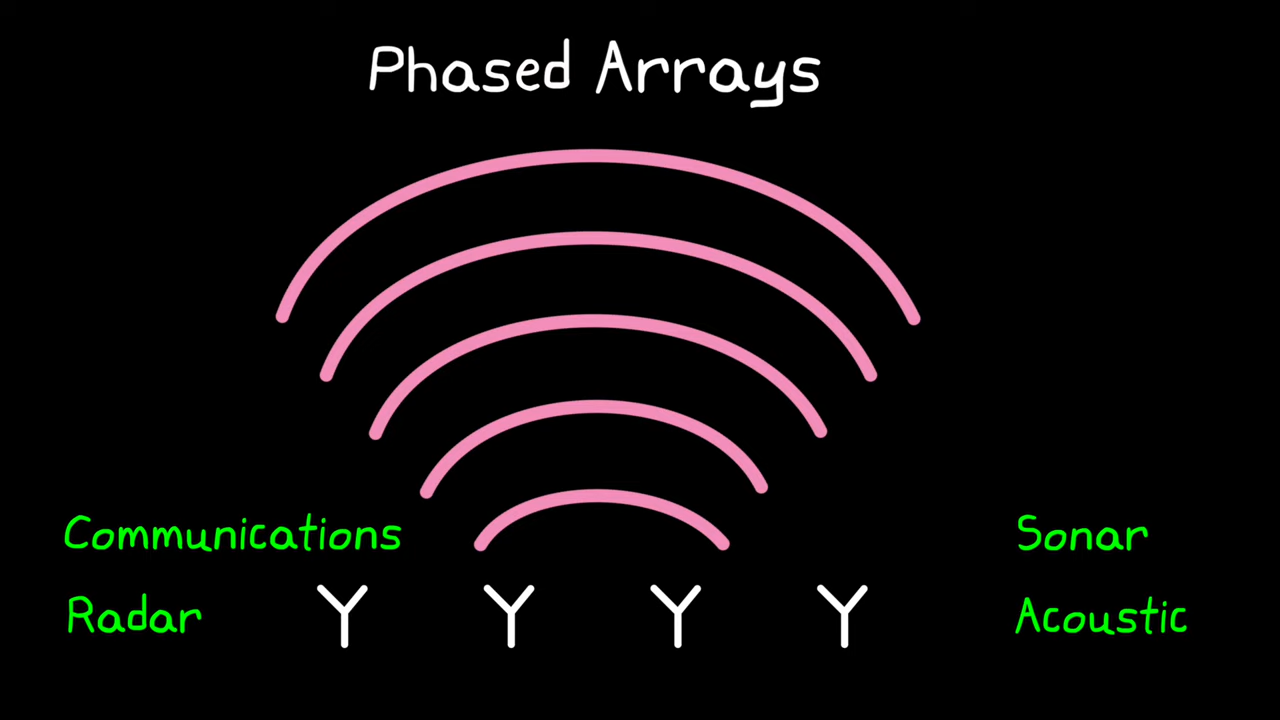 Phased Arrays
Communications
Radar
Sonar
Acoustic